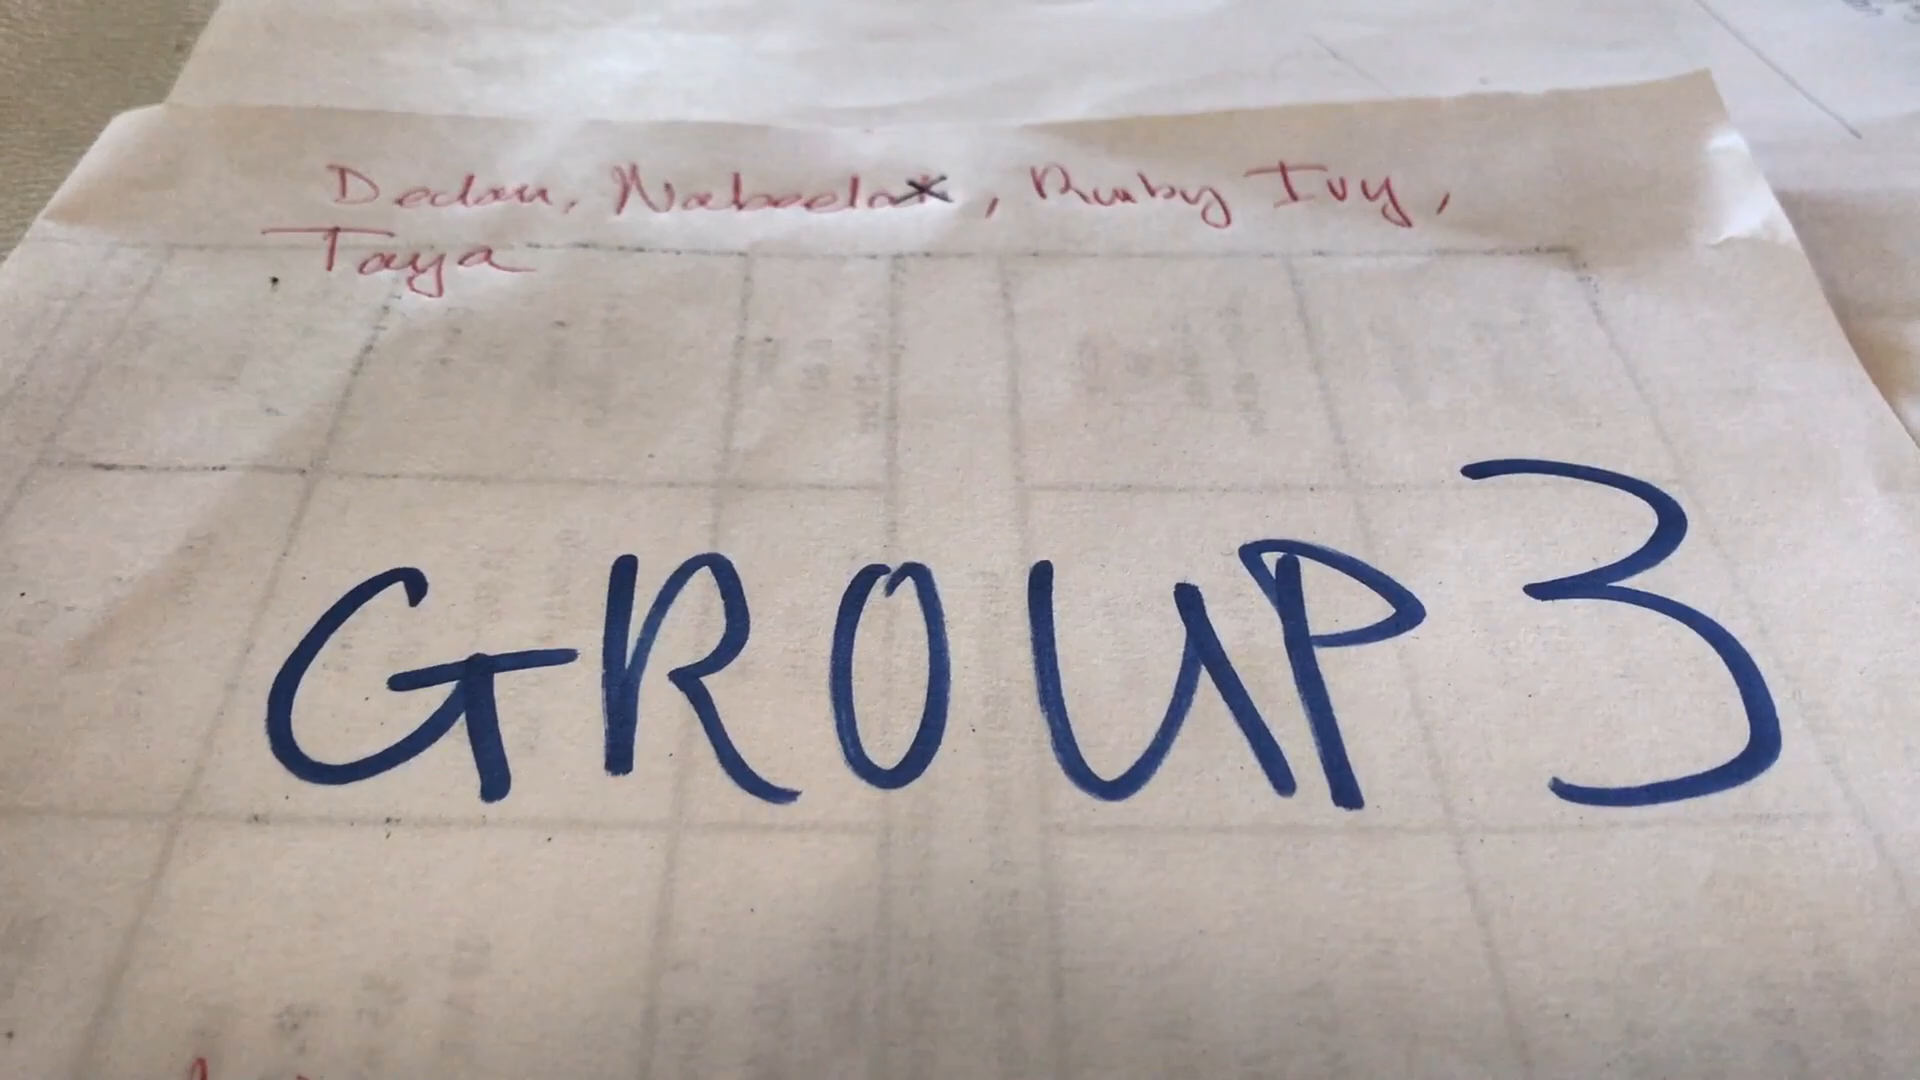 Dedan, Nabeela, Ruby Ivy,
Taya
GROUP 3